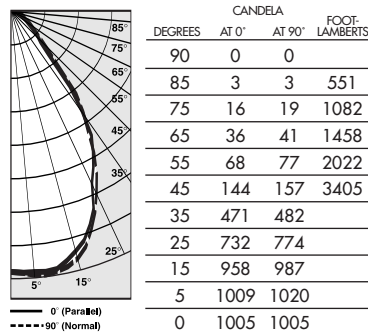 85°
75°
65°
55°
45°
35°
25°
5° 15°
0° (Parallel)
90° (Normal)
CANDELA
DEGREES AT 0° AT 90° FOOT-LAMBERTS
90 0 0
85 3 3 551
75 16 19 1082
65 36 41 1458
55 68 77 2022
45 144 157 3405
35 471 482
25 732 774
15 958 987
5 1009 1020
0 1005 1005